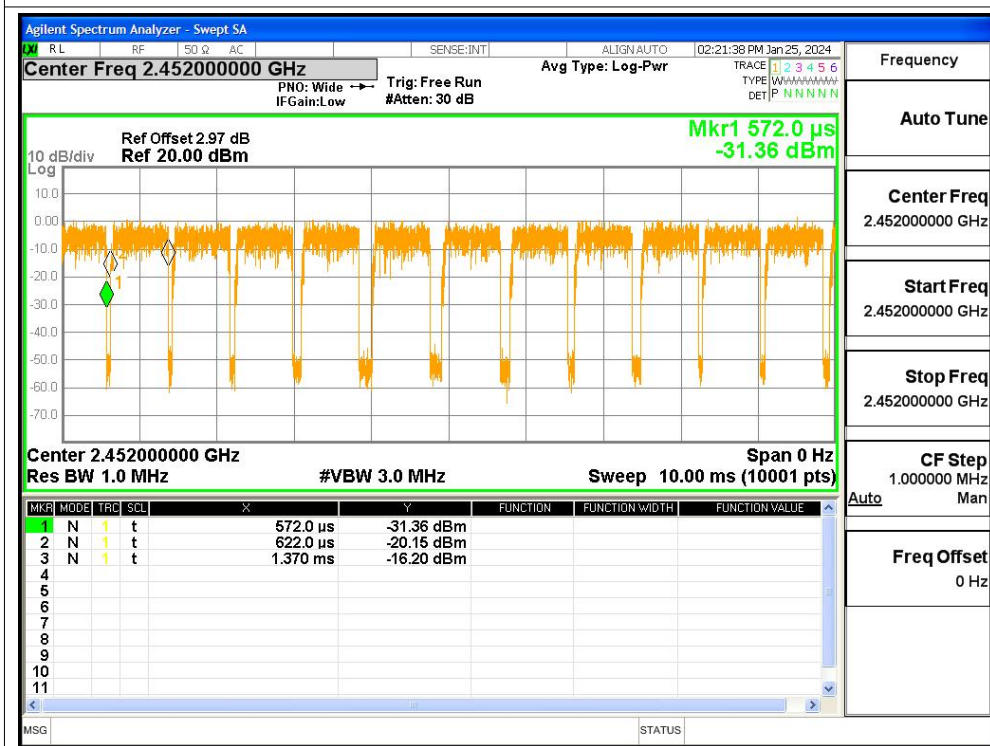 Agilent Spectrum Analyzer - Swept SA
LXI RL RF 50 Ω AC SENSE:INT ALIGNAUTO 02:21:38 PM Jan 25, 2024
Center Freq 2.452000000 GHz
PNO: Wide
IFGain:Low
Trig: Free Run
#Atten: 30 dB
Avg Type: Log-Pwr
TRACE 1 2 3 4 5 6
TYPE WWWWWW
DET P N N N N N
Mkr1 572.0 µs
-31.36 dBm
Ref Offset 2.97 dB
10 dB/div Ref 20.00 dBm
Log
10.0
0.00
-10.0
-20.0
-30.0
-40.0
-50.0
-60.0
-70.0
2
1
Center 2.452000000 GHz Span 0 Hz
Res BW 1.0 MHz #VBW 3.0 MHz Sweep 10.00 ms (10001 pts)
MKR MODE TRC SCL X Y FUNCTION FUNCTION WIDTH FUNCTION VALUE
1 N 1 t 572.0 µs -31.36 dBm
2 N 1 t 622.0 µs -20.15 dBm
3 N 1 t 1.370 ms -16.20 dBm
4
5
6
7
8
9
10
11
MSG STATUS
Frequency
Auto Tune
Center Freq
2.452000000 GHz
Start Freq
2.452000000 GHz
Stop Freq
2.452000000 GHz
CF Step
1.000000 MHz
Auto Man
Freq Offset
0 Hz